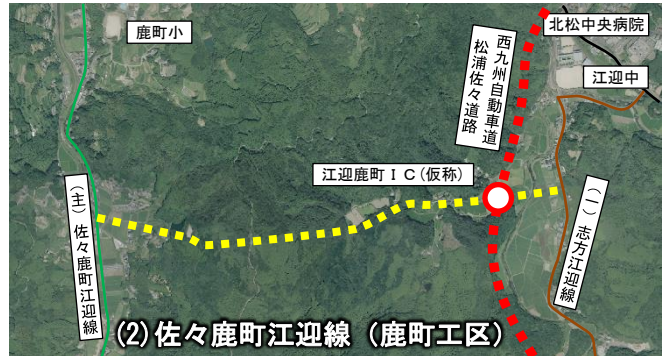 鹿町小
北松中央病院
江迎中
西九州自動車道
松浦佐々道路
江迎鹿町IC(仮称)
(主)佐々鹿町江迎線
(一)志方江迎線
(2)佐々鹿町江迎線(鹿町工区)